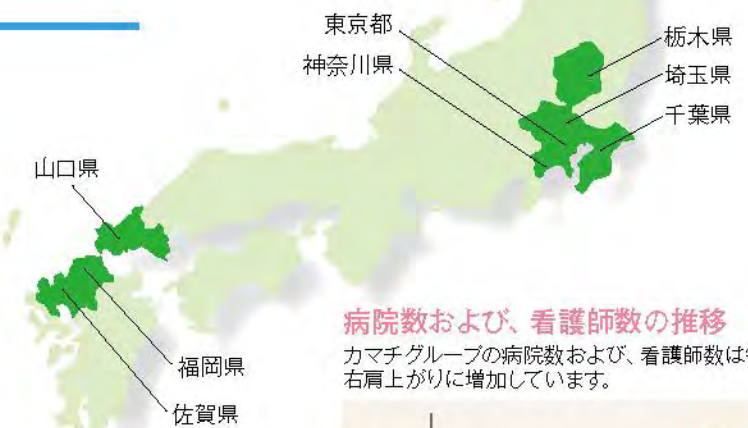 東京都
神奈川県
栃木県
埼玉県
千葉県
山口県
福岡県
佐賀県
病院数および、看護師数の推移
カマチグループの病院数および、看護師数は
右肩上がりに増加しています。